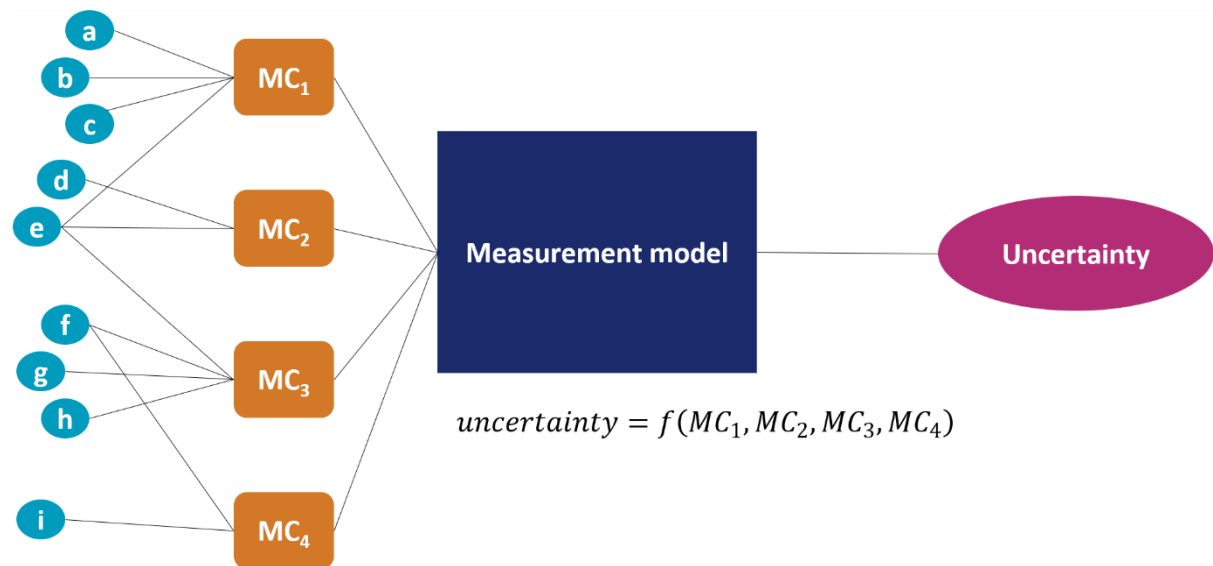 a
b
c
d
e
f
g
h
i
MC₁
MC₂
MC₃
MC₄
Measurement model
Uncertainty
uncertainty = f(MC₁, MC₂, MC₃, MC₄)